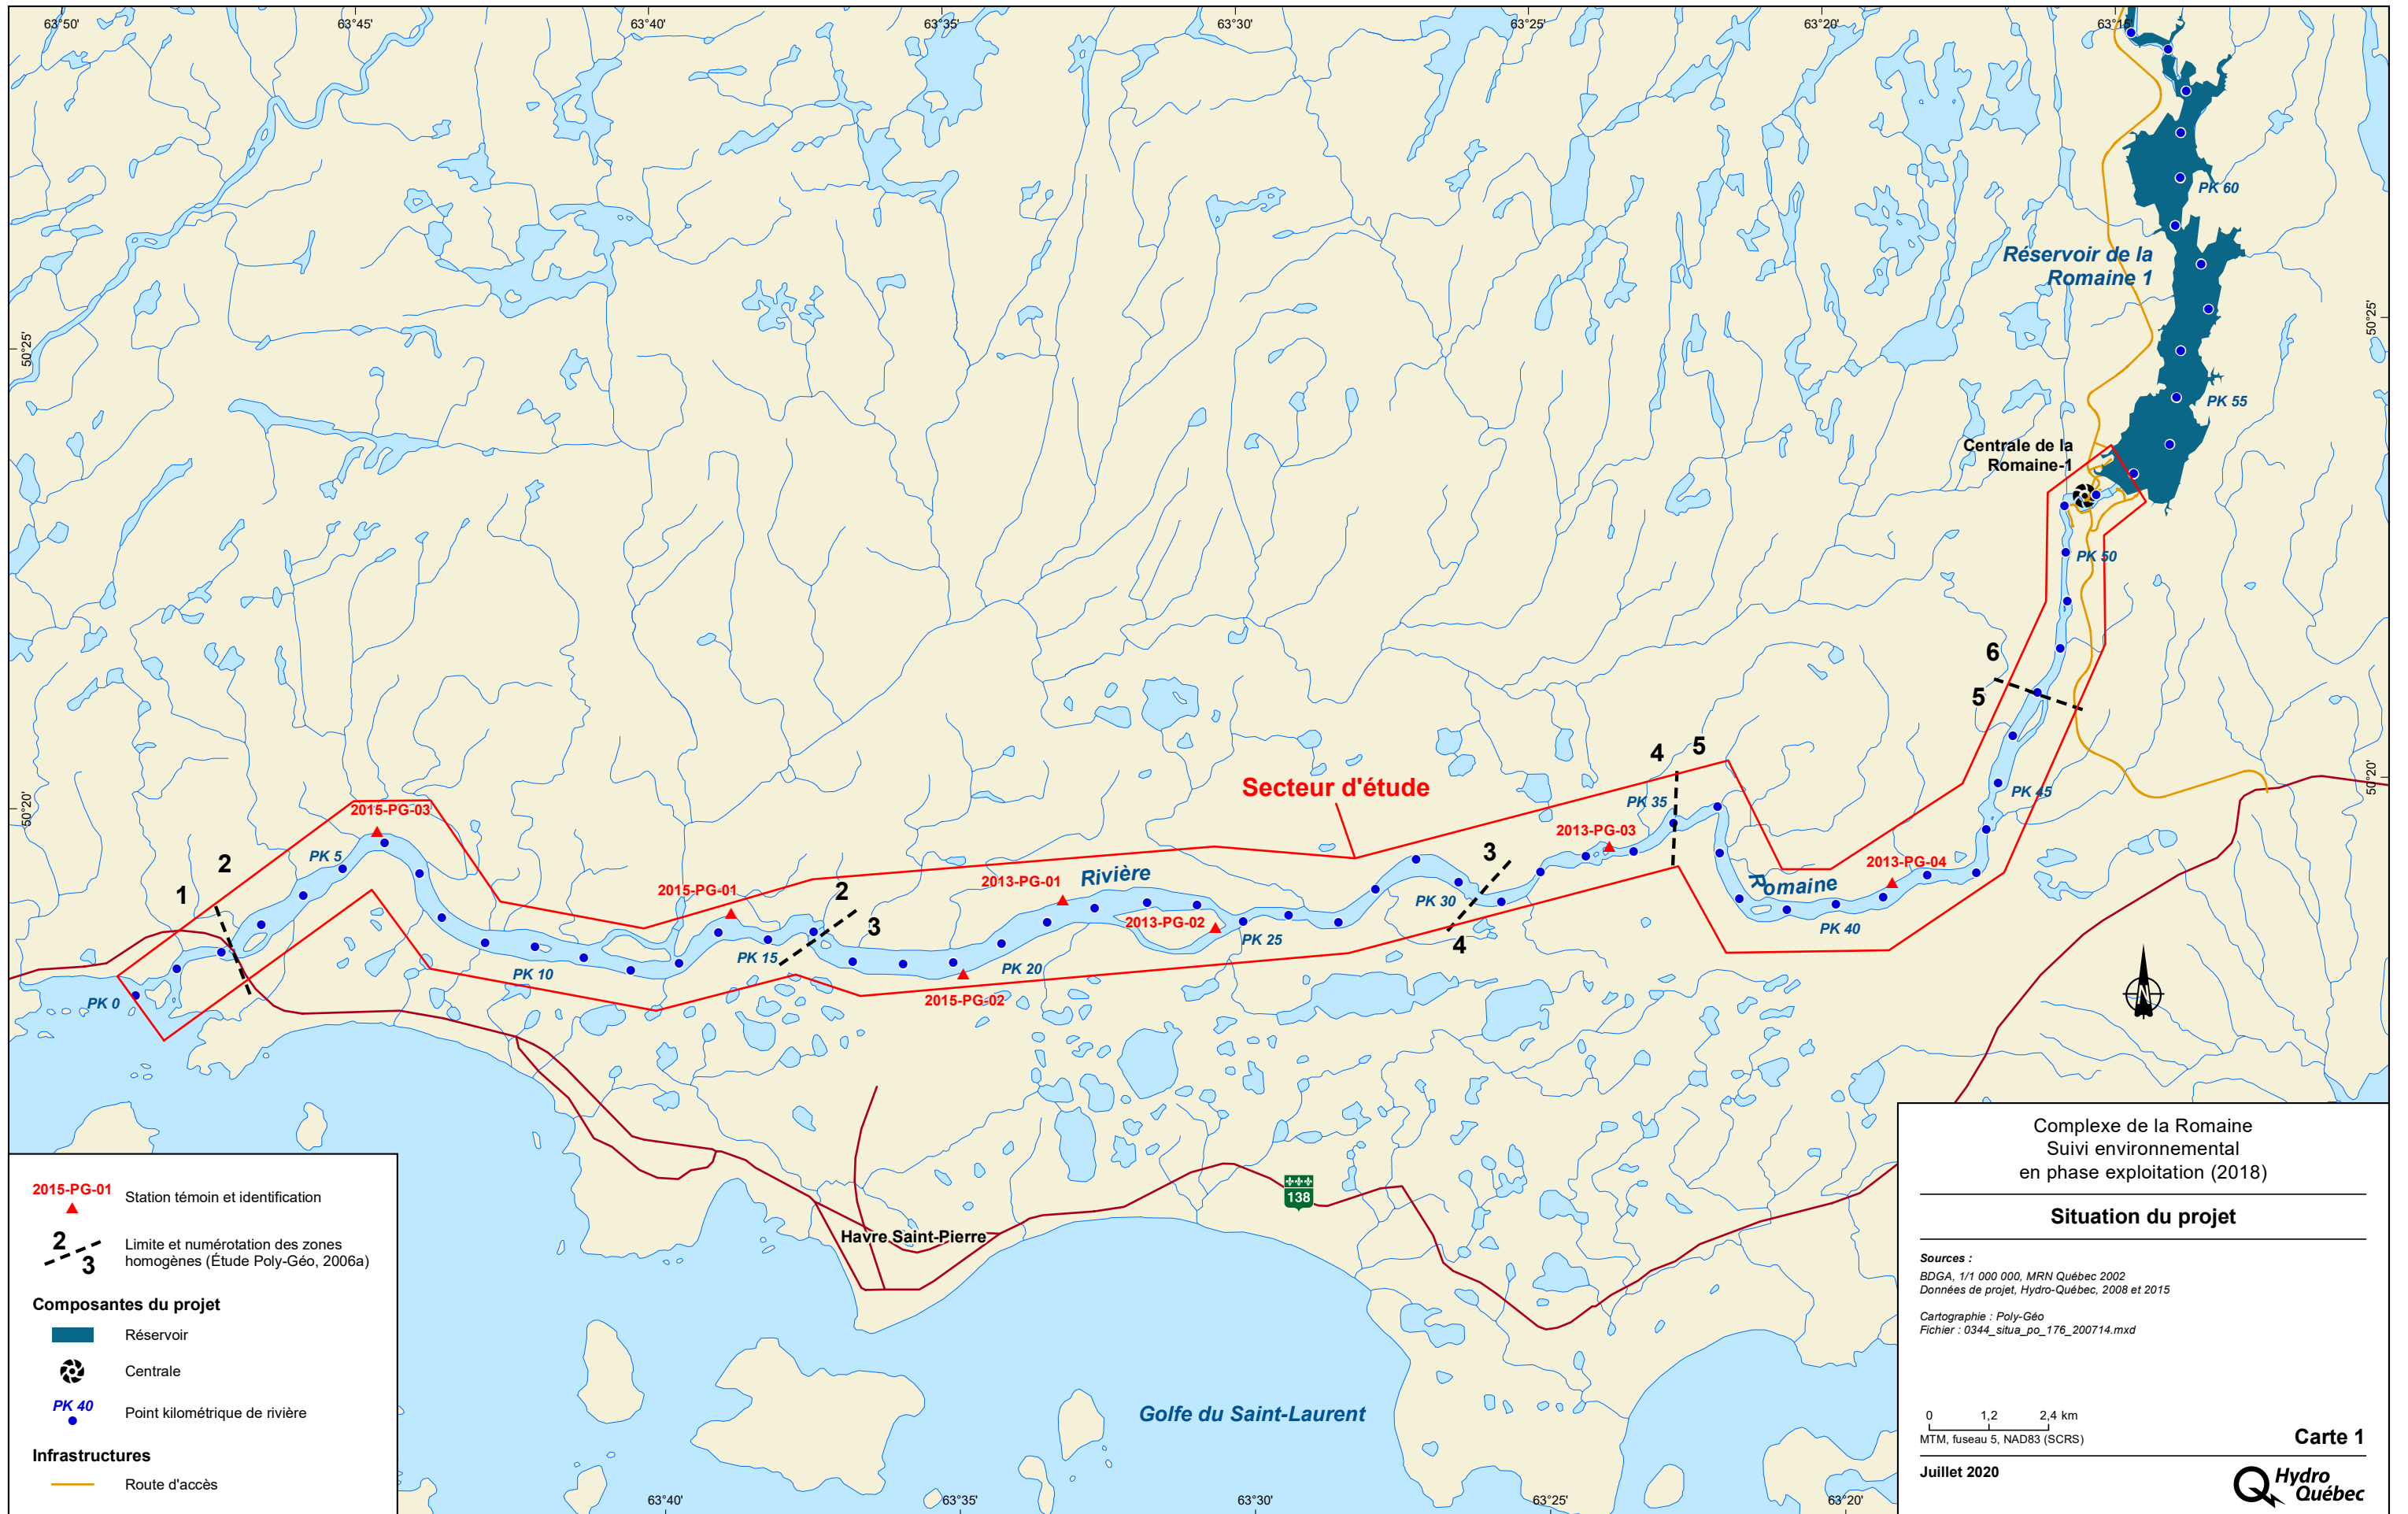 63°50'
63°45'
63°40'
63°35'
63°30'
63°25'
63°20'
63°15'
PK 60
Réservoir de la
Romaine 1
50°25'
50°25'
PK 55
Centrale de la
Romaine-1
PK 50
6
5
4
5
Secteur d'étude
50°20'
50°20'
PK 45
PK 35
2015-PG-03
2013-PG-03
3
2013-PG-04
PK 5
2
1
2015-PG-01
2
3
2013-PG-01
Rivière
Romaine
PK 30
4
2013-PG-02
PK 25
PK 40
PK 15
PK 10
PK 20
2015-PG-02
PK 0
N
138
Havre Saint-Pierre
Golfe du Saint-Laurent
63°40'
63°35'
63°30'
63°25'
63°20'
2015-PG-01
Station témoin et identification
2
3
Limite et numérotation des zones
homogènes (Étude Poly-Géo, 2006a)
Composantes du projet
Réservoir
Centrale
PK 40
Point kilométrique de rivière
Infrastructures
Route d'accès
Complexe de la Romaine
Suivi environnemental
en phase exploitation (2018)
Situation du projet
Sources :
BDGA, 1/1 000 000, MRN Québec 2002
Données de projet, Hydro-Québec, 2008 et 2015
Cartographie : Poly-Géo
Fichier : 0344_situa_po_176_200714.mxd
0 1,2 2,4 km
MTM, fuseau 5, NAD83 (SCRS)
Carte 1
Juillet 2020
Hydro
Québec